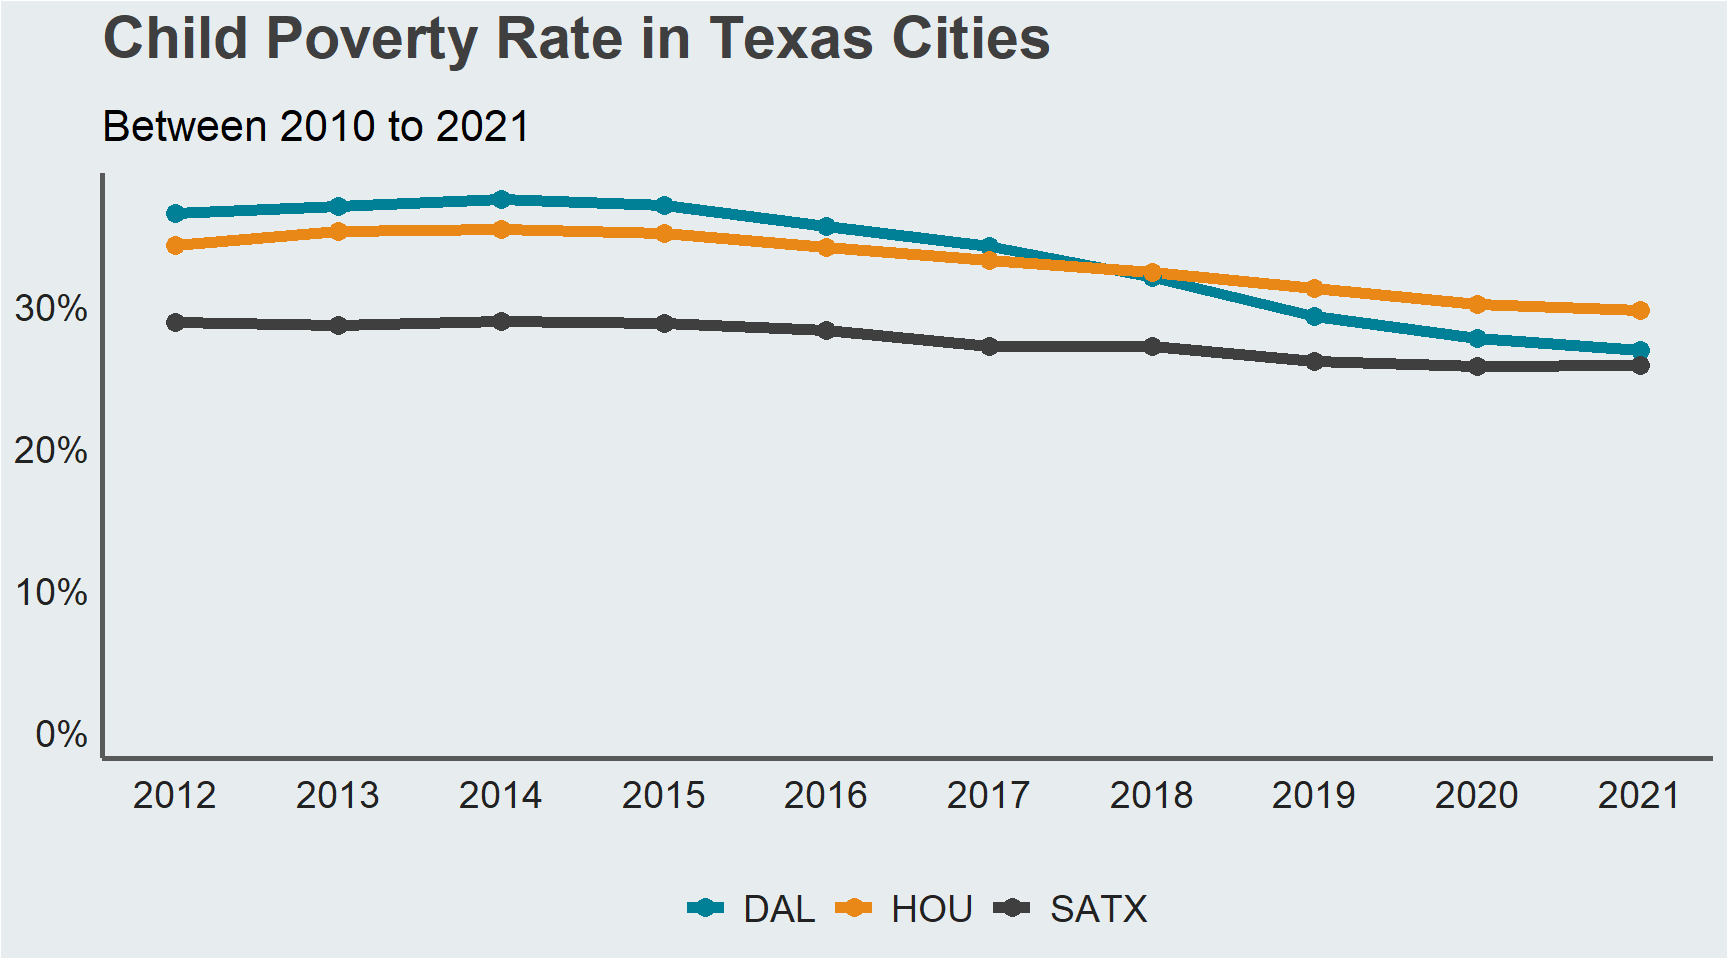 Child Poverty Rate in Texas Cities
Between 2010 to 2021
30%
20%
10%
0%
2012 2013 2014 2015 2016 2017 2018 2019 2020 2021
DAL HOU SATX